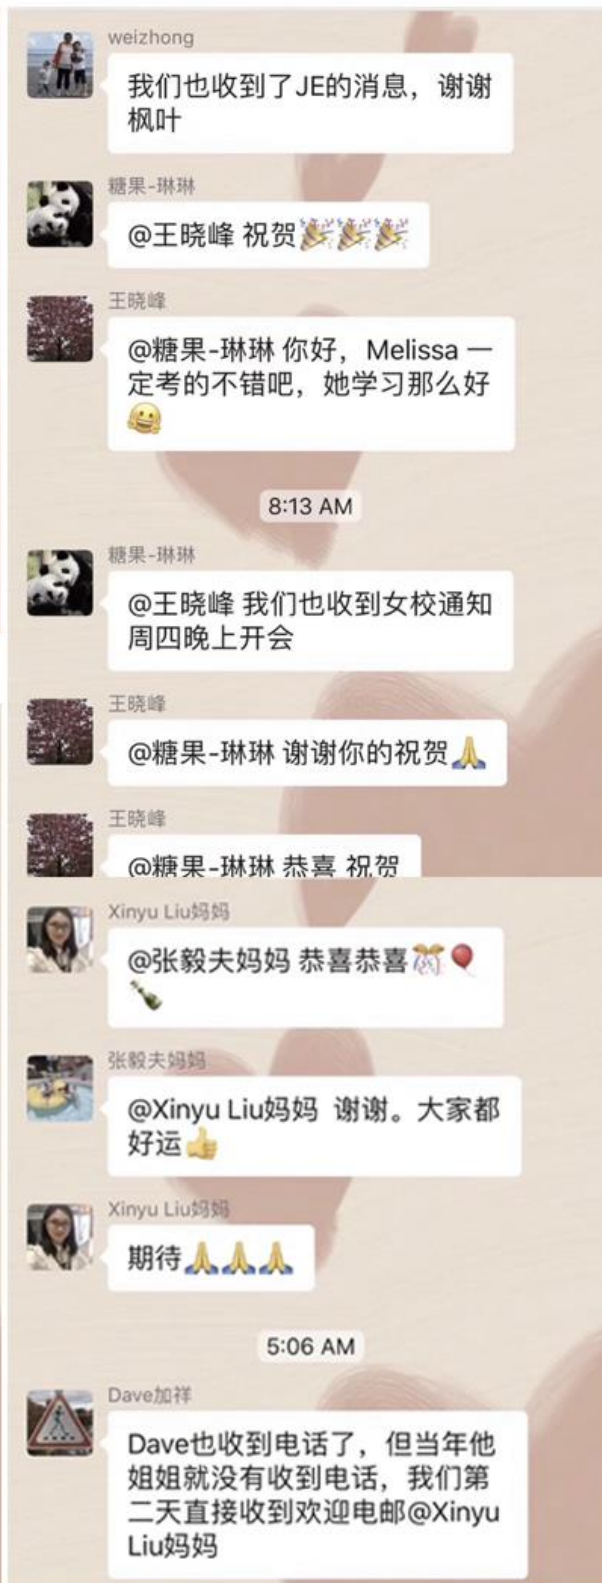 weizhong
我们也收到了JE的消息，谢谢
枫叶
糖果-琳琳
@王晓峰 祝贺🎉🎉🎉
王晓峰
@糖果-琳琳 你好，Melissa 一
定考的不错吧，她学习那么好
🤗
8:13 AM
糖果-琳琳
@王晓峰 我们也收到女校通知
周四晚上开会
王晓峰
@糖果-琳琳 谢谢你的祝贺🙏
王晓峰
@糖果-琳琳 恭喜 祝贺
Xinyu Liu妈妈
@张毅夫妈妈 恭喜恭喜🎊🎈
🍾
张毅夫妈妈
@Xinyu Liu妈妈 谢谢。大家都
好运👍
Xinyu Liu妈妈
期待🙏🙏🙏
5:06 AM
Dave加祥
Dave也收到电话了，但当年他
姐姐就没有收到电话，我们第
二天直接收到欢迎电邮@Xinyu
Liu妈妈